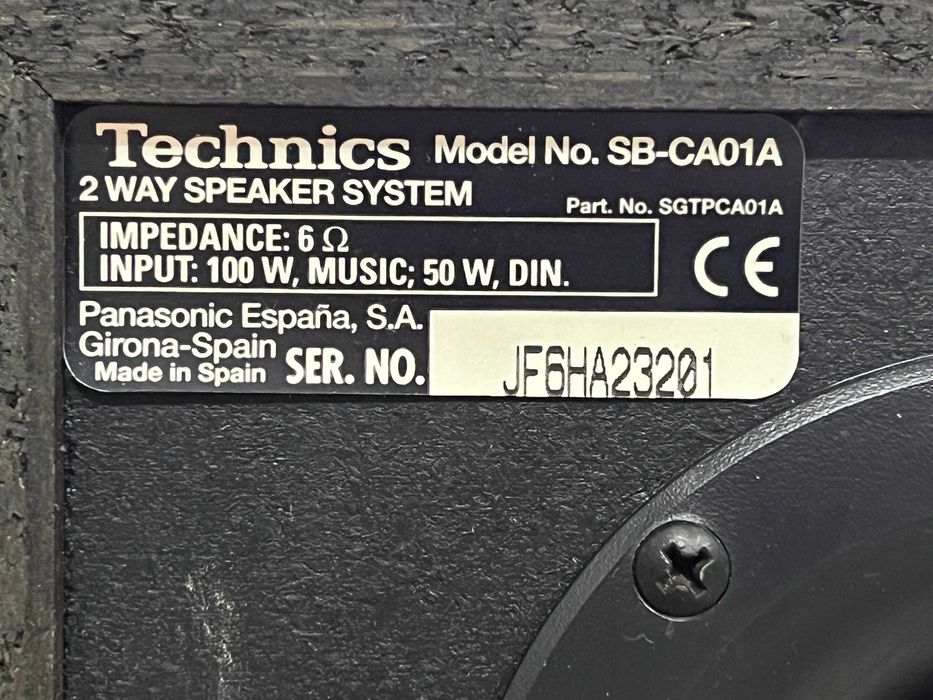 Technics Model No. SB-CA01A
2 WAY SPEAKER SYSTEM
Part. No. SGTPCA01A
IMPEDANCE: 6 Ω
INPUT: 100 W, MUSIC; 50 W, DIN.
CE
Panasonic España, S.A.
Girona-Spain
Made in Spain
SER. NO. JF6HA23201